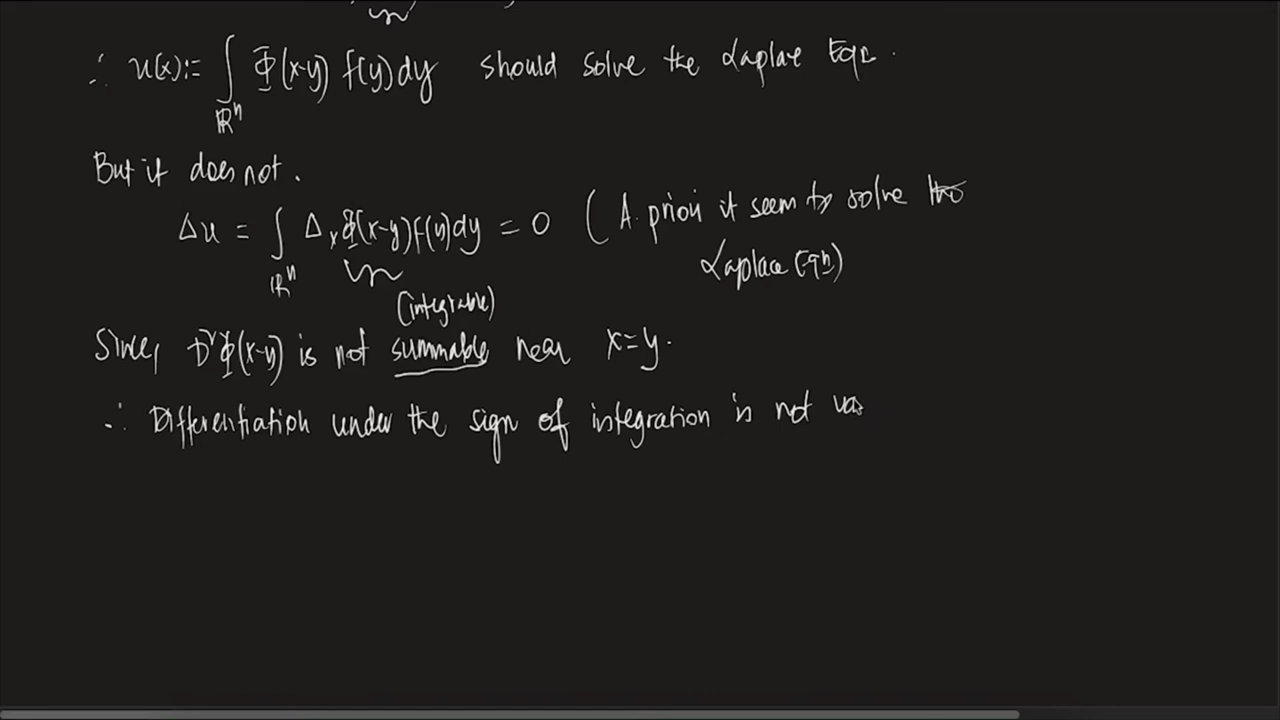 ∴ u(x):= ∫_{ℝⁿ} Φ(x-y) f(y)dy should solve the Laplace Eqn.
But it does not.
Δu = ∫_{ℝⁿ} Δₓ Φ(x-y) f(y)dy = 0 ( A. priori it seem to solve
Laplace Eqn)
(integrable)
Since, D²Φ(x-y) is not summable near x=y.
∴ Differentiation under the sign of integration is not